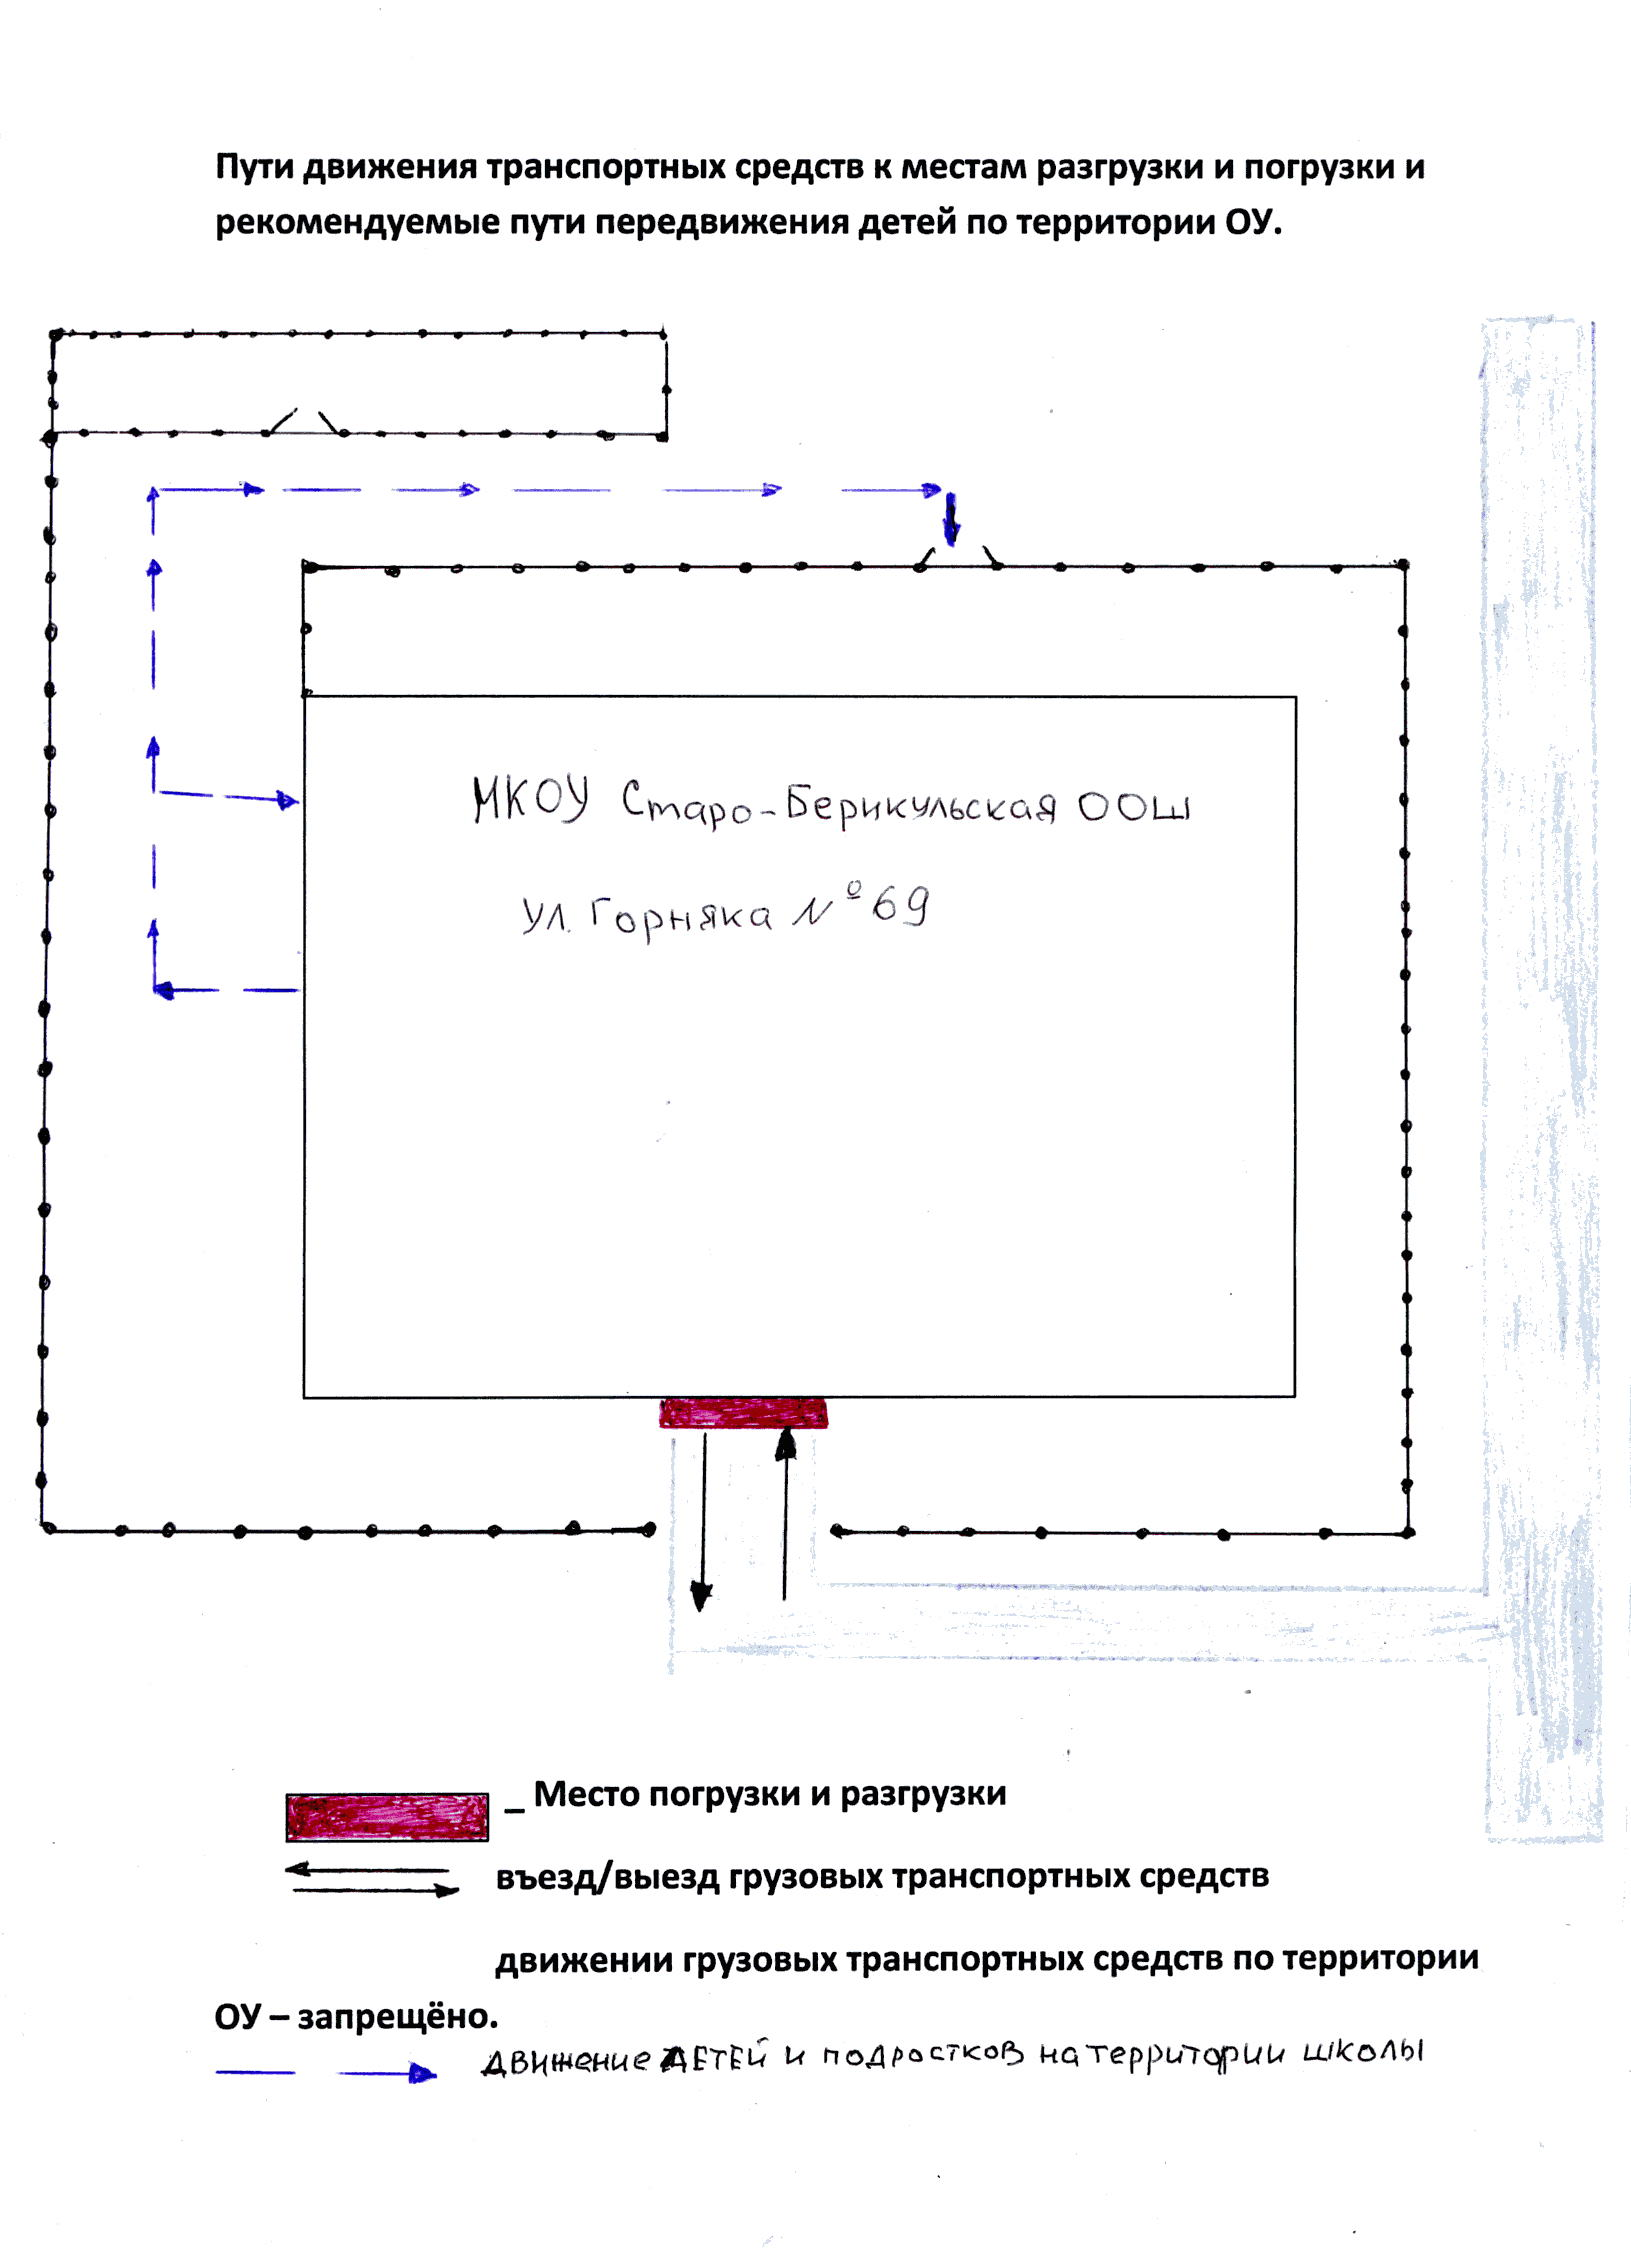 Пути движения транспортных средств к местам разгрузки и погрузки и
рекомендуемые пути передвижения детей по территории ОУ.
МКОУ Старо-Берикульская ООШ
ул. Горняка №69
_ Место погрузки и разгрузки
въезд/выезд грузовых транспортных средств
движении грузовых транспортных средств по территории
ОУ – запрещёно.
движение ДЕТЕЙ и подростков на территории школы